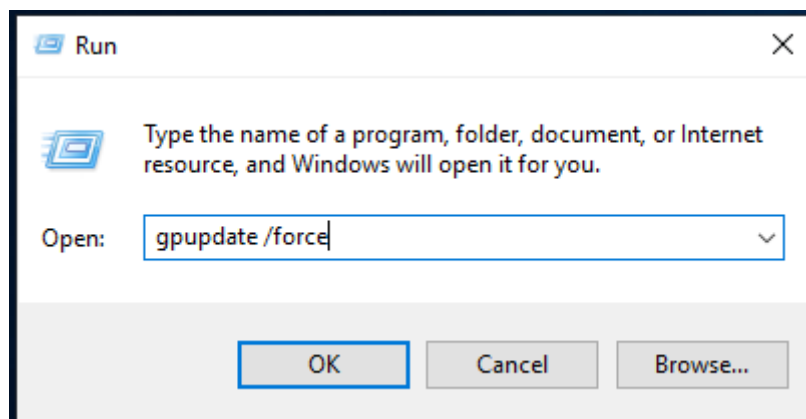 Run
Type the name of a program, folder, document, or Internet
resource, and Windows will open it for you.
Open: gpupdate /force
OK Cancel Browse...